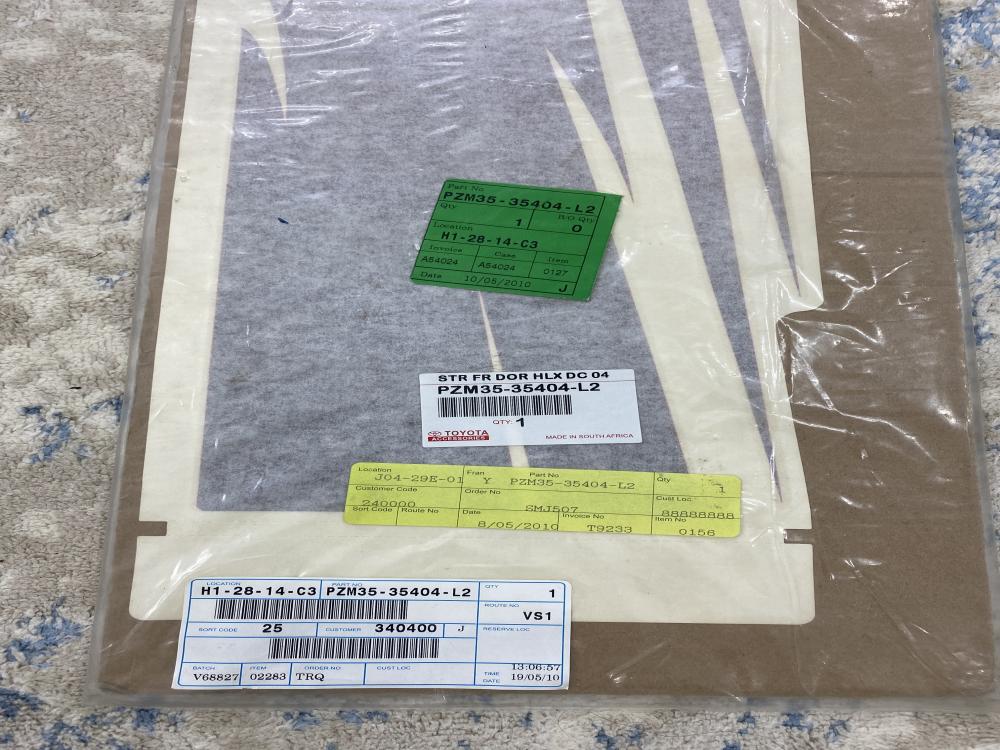 Part No
PZM35-35404-L2
Qty B/O Qty
1 0
Location
H1-28-14-C3
Invoice Case Item
A54024 A54024 0127
Date 10/05/2010 J
STR FR DOR HLX DC 04
PZM35-35404-L2
QTY: 1
TOYOTA
ACCESSORIES MADE IN SOUTH AFRICA
Location Fran Part No Qty
J04-29E-01 Y PZM35-35404-L2 1
Customer Code Order No Cust Loc
240000 SMJ507 88888888
Sort Code Route No Date Invoice No Item No
8/05/2010 T9233 0156
LOCATION PART NO. QTY
H1-28-14-C3 PZM35-35404-L2 1
ROUTE NO.
VS1
SORT CODE 25 CUSTOMER 340400 J RESERVE LOC
BATCH ITEM ORDER NO CUST LOC
V68827 02283 TRQ
TIME 13:06:57
DATE 19/05/10